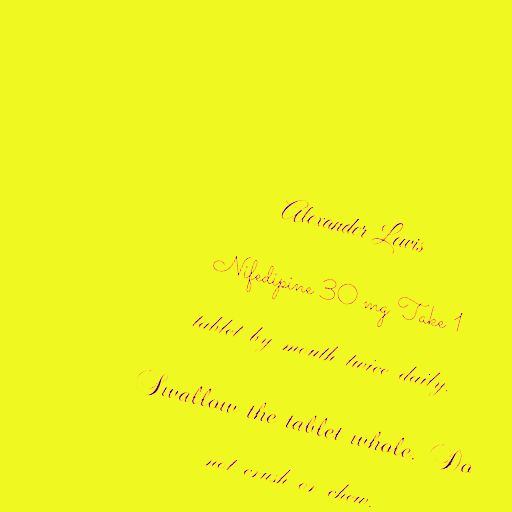 Alexander Lewis
Nifedipine 30 mg Take 1
tablet by mouth twice daily.
Swallow the tablet whole. Do
not crush or chew.